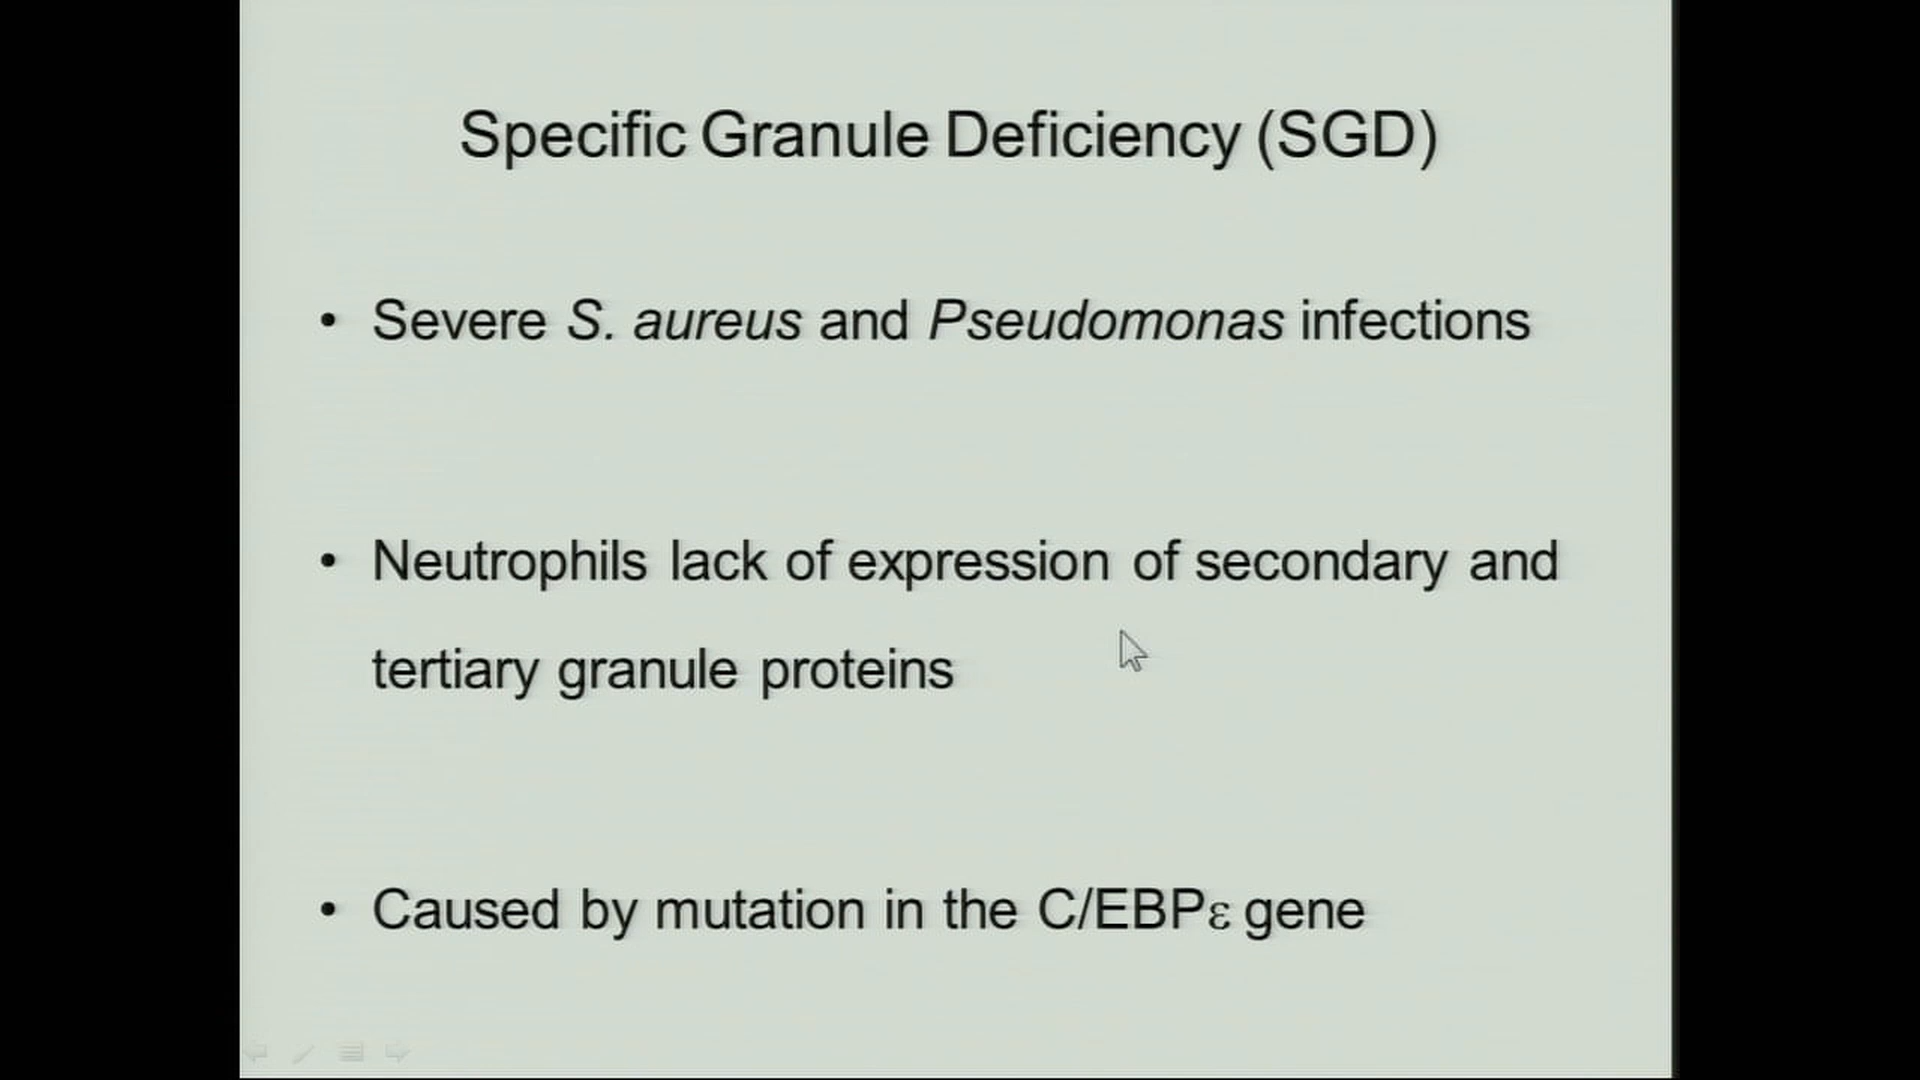 Specific Granule Deficiency (SGD)
• Severe S. aureus and Pseudomonas infections
• Neutrophils lack of expression of secondary and
tertiary granule proteins
• Caused by mutation in the C/EBPε gene